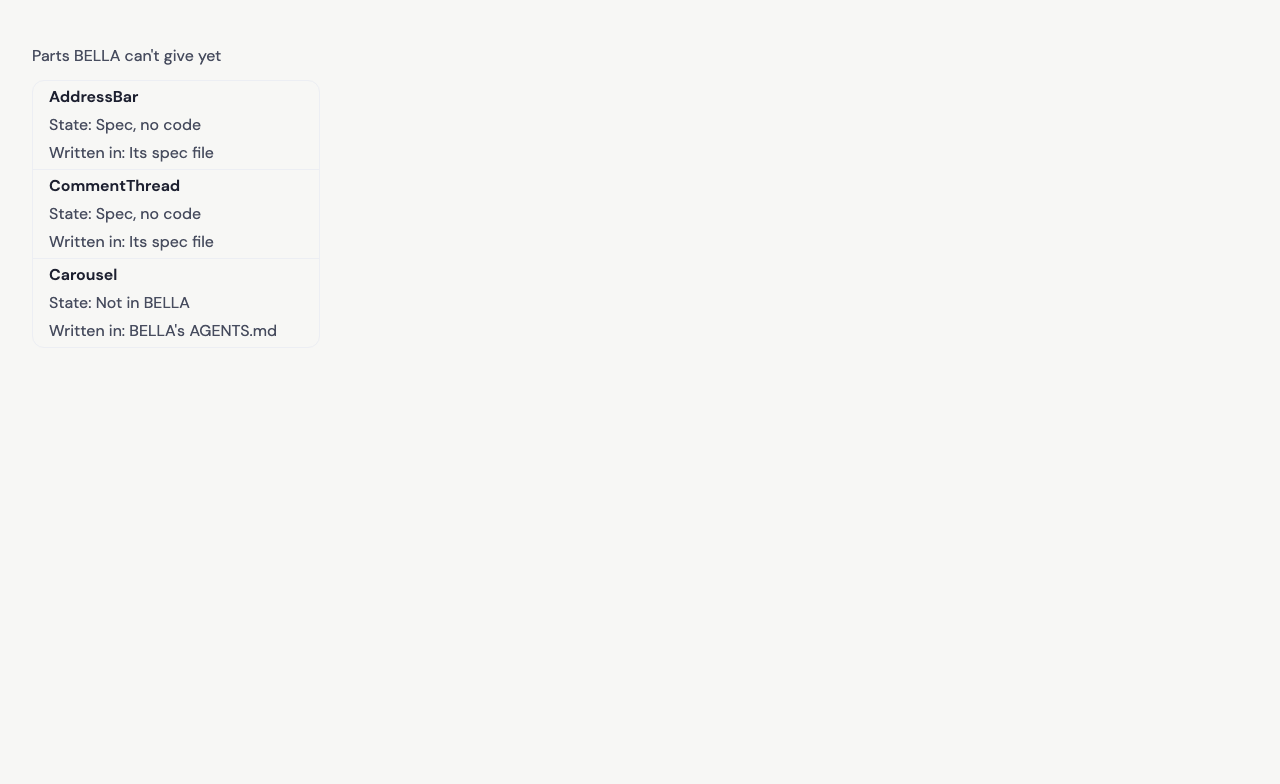 Parts BELLA can't give yet
AddressBar
State: Spec, no code
Written in: Its spec file
CommentThread
State: Spec, no code
Written in: Its spec file
Carousel
State: Not in BELLA
Written in: BELLA's AGENTS.md